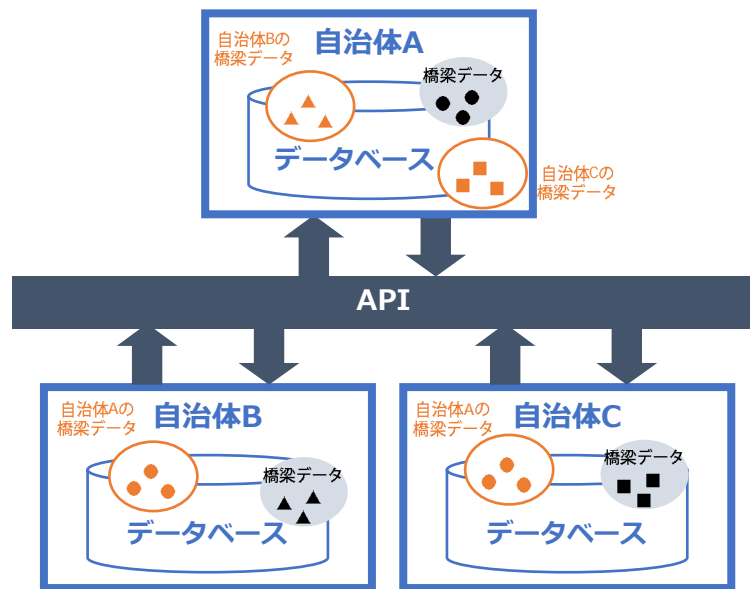 自治体A
自治体Bの
橋梁データ
橋梁データ
データベース
自治体Cの
橋梁データ
API
自治体B
自治体Aの
橋梁データ
橋梁データ
データベース
自治体C
自治体Aの
橋梁データ
橋梁データ
データベース